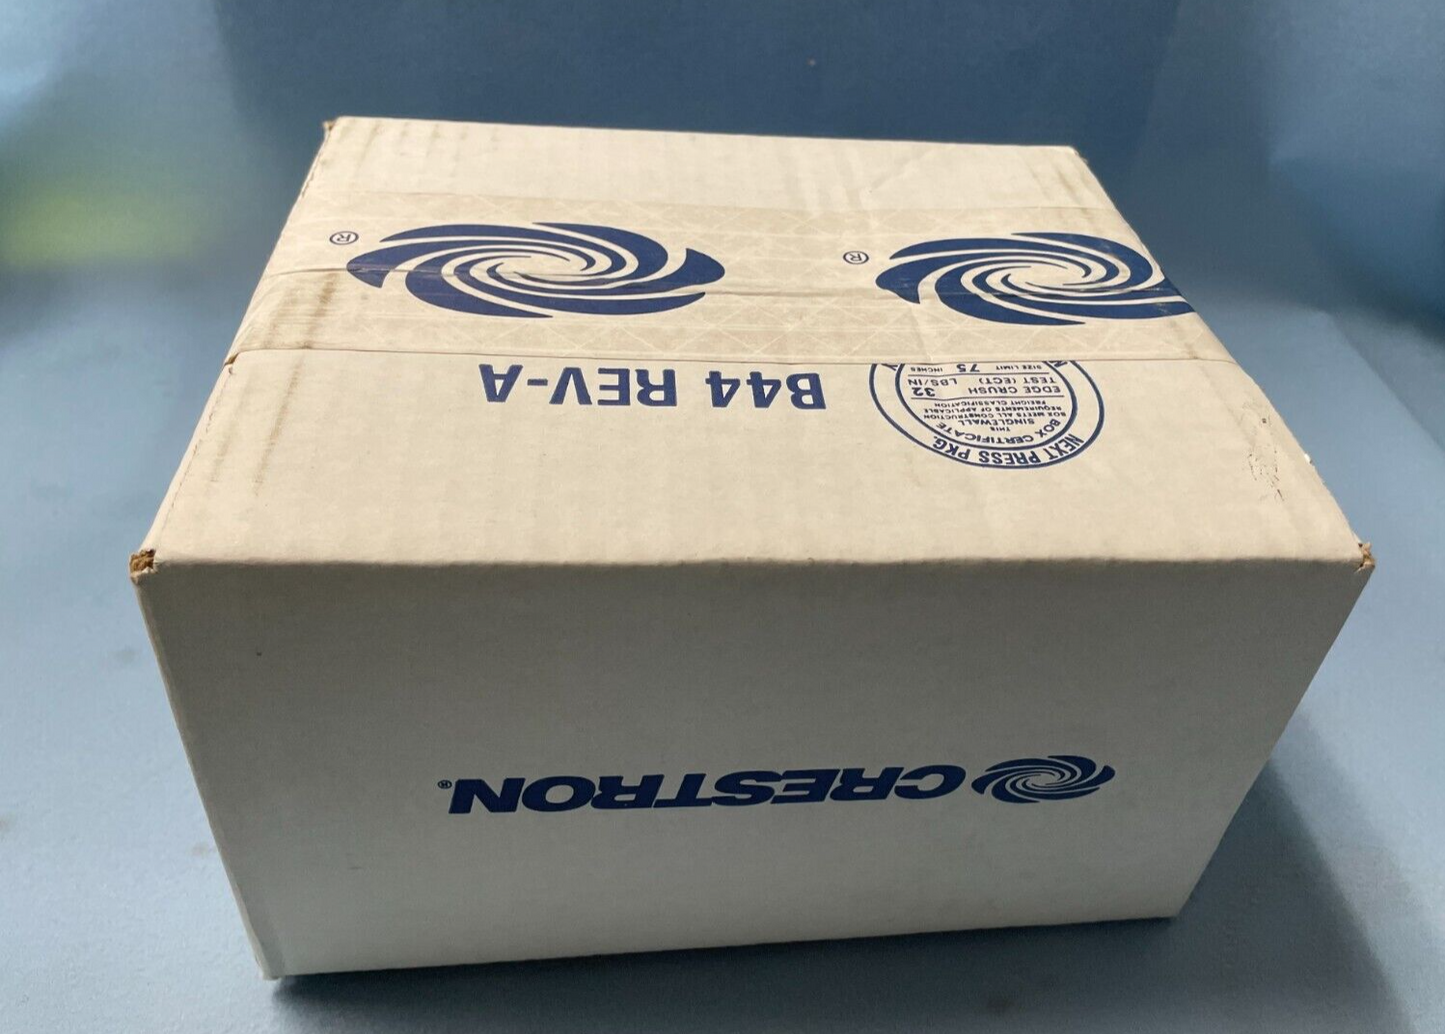 ®
®
B44 REV-A
SIZE LIMIT 75 INCHES
TEST (ECT) LBS/IN
EDGE CRUSH 32
FREIGHT CLASSIFICATION
REQUIREMENTS OF APPLICABLE
BOX MEETS ALL CONSTRUCTION
SINGLEWALL
THIS
BOX CERTIFICATE
NEXT PRESS PKG.
CRESTRON®